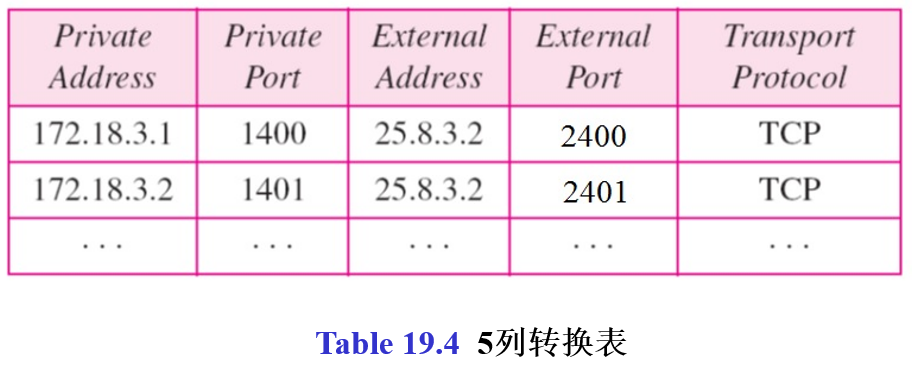 Private Address | Private Port | External Address | External Port | Transport Protocol
172.18.3.1 | 1400 | 25.8.3.2 | 2400 | TCP
172.18.3.2 | 1401 | 25.8.3.2 | 2401 | TCP
. . . | . . . | . . . | . . . | . . .
Table 19.4 5列转换表